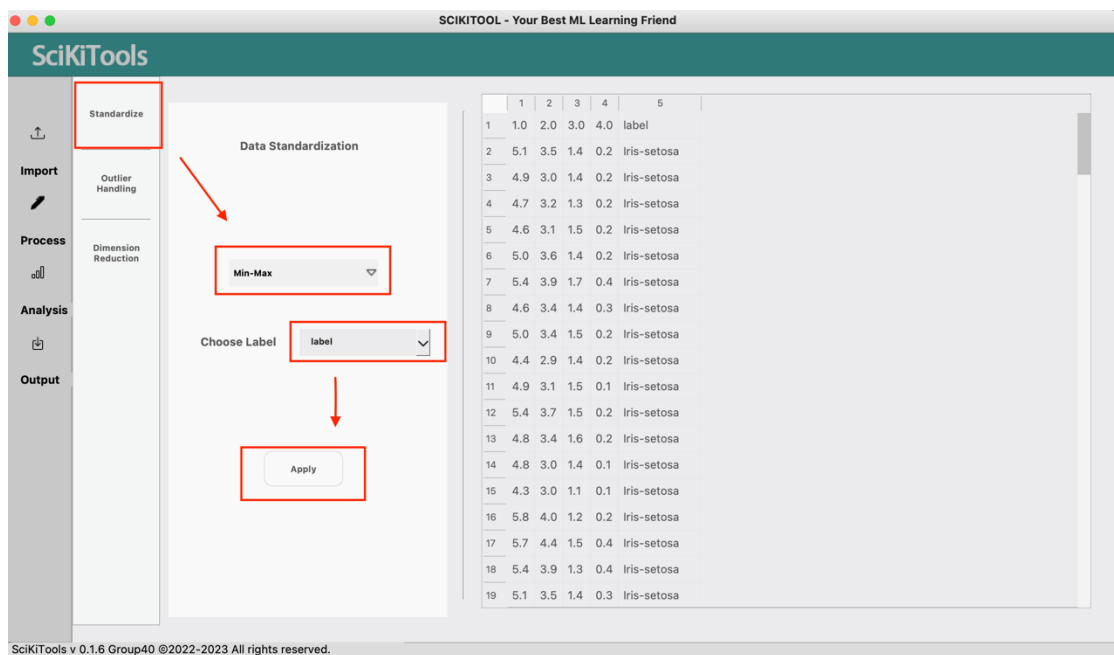 SCIKITOOL - Your Best ML Learning Friend
SciKiTools
Import
Process
Analysis
Output
Standardize
Outlier
Handling
Dimension
Reduction
Data Standardization
Min-Max
Choose Label label
Apply
1 2 3 4 5
1 1.0 2.0 3.0 4.0 label
2 5.1 3.5 1.4 0.2 Iris-setosa
3 4.9 3.0 1.4 0.2 Iris-setosa
4 4.7 3.2 1.3 0.2 Iris-setosa
5 4.6 3.1 1.5 0.2 Iris-setosa
6 5.0 3.6 1.4 0.2 Iris-setosa
7 5.4 3.9 1.7 0.4 Iris-setosa
8 4.6 3.4 1.4 0.3 Iris-setosa
9 5.0 3.4 1.5 0.2 Iris-setosa
10 4.4 2.9 1.4 0.2 Iris-setosa
11 4.9 3.1 1.5 0.1 Iris-setosa
12 5.4 3.7 1.5 0.2 Iris-setosa
13 4.8 3.4 1.6 0.2 Iris-setosa
14 4.8 3.0 1.4 0.1 Iris-setosa
15 4.3 3.0 1.1 0.1 Iris-setosa
16 5.8 4.0 1.2 0.2 Iris-setosa
17 5.7 4.4 1.5 0.4 Iris-setosa
18 5.4 3.9 1.3 0.4 Iris-setosa
19 5.1 3.5 1.4 0.3 Iris-setosa
SciKiTools v 0.1.6 Group40 ©2022-2023 All rights reserved.